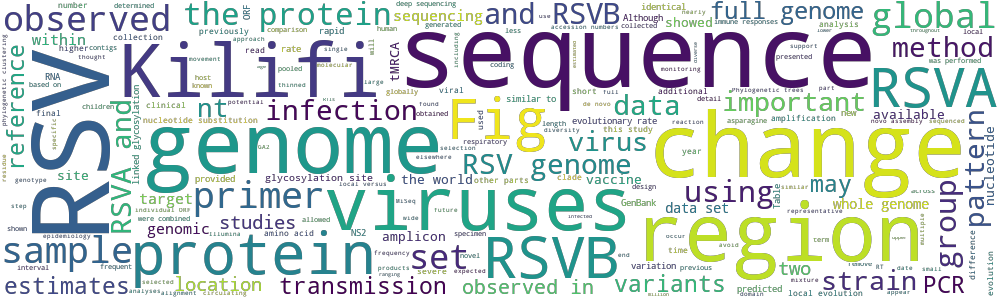 observed
the protein
ORF
sequencing
and RSVB
Although
full genome
identical
nearly
showed
global
number
determined
deep sequencing
immune responses
analysis
collection
previously
comparison
rapid
generated
human
collected
throughout
local
within
higher
contigs
approach
read
rate
single
will
many
less
use
accession numbers
support
method
RSV
Kilifi
sequence
RSVA
reference
RNA
based on
movement
host
known
pooled
molecular
thinned
large
globally
tMRCA
including
coding
monitoring
presented
children
final
clinical
potential
viral
short
full
additional
detail
Phylogenetic trees
part
phylogenetic clustering
nt
infection
found
obtained
similar to
de novo
data
important
novo assembly
sequenced
available
nucleotide substitution
genome
Fig
used
length
diversity
evolutionary rate
this study
reaction
asparagine
amplification
new
RSVA and
linked glycosylation
specific
GA2
selection
elsewhere
respiratory
virus
change
year
pattern
nucleotide
site
genotype
residue
provided
glycosylation site
local versus
the world
RSV genome
other parts
clade
vaccine
design
using
may
similar
across
target
primer
viruses
MiSeq
wide
future
GenBank
data set
Table
whole genome
group
step
individual ORF
were combined
allowed
representative
multiple
genomic
studies
amplicon
set
infected
region
occur
time
term
two
upper
difference
shown
epidemiology
Illumina
amino acid
NS2
frequency
specimen
novel
RSVB
end
variation
previous
avoid
remove
RT
date
small
sample
protein
products
ranging
severe
expected
variants
predicted
mixture
strain
PCR
evolution
interval
frequent
selected
analyses
alignment
circulating
estimates
location
transmission
observed in
million
local evolution
appear
was performed